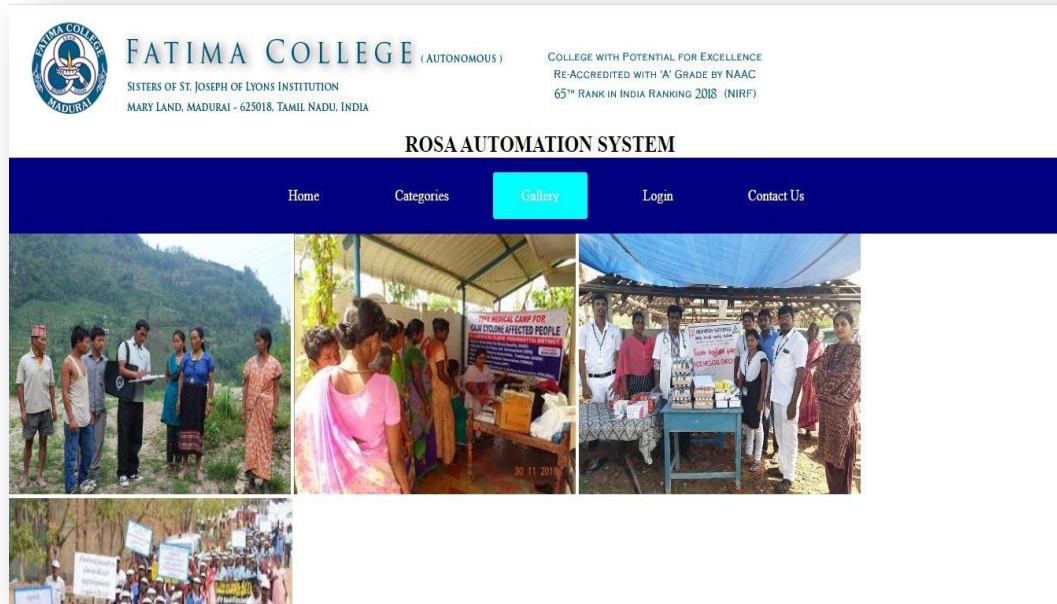 FATIMA COLLEGE
MADURAI
FATIMA COLLEGE ( AUTONOMOUS )
SISTERS OF ST. JOSEPH OF LYONS INSTITUTION
MARY LAND, MADURAI - 625018, TAMIL NADU, INDIA
COLLEGE WITH POTENTIAL FOR EXCELLENCE
RE-ACCREDITED WITH 'A' GRADE BY NAAC
65TH RANK IN INDIA RANKING 2018 (NIRF)
ROSA AUTOMATION SYSTEM
Home Categories Gallery Login Contact Us
FREE MEDICAL CAMP FOR
GAJA CYCLONE AFFECTED PEOPLE
30 11 2018